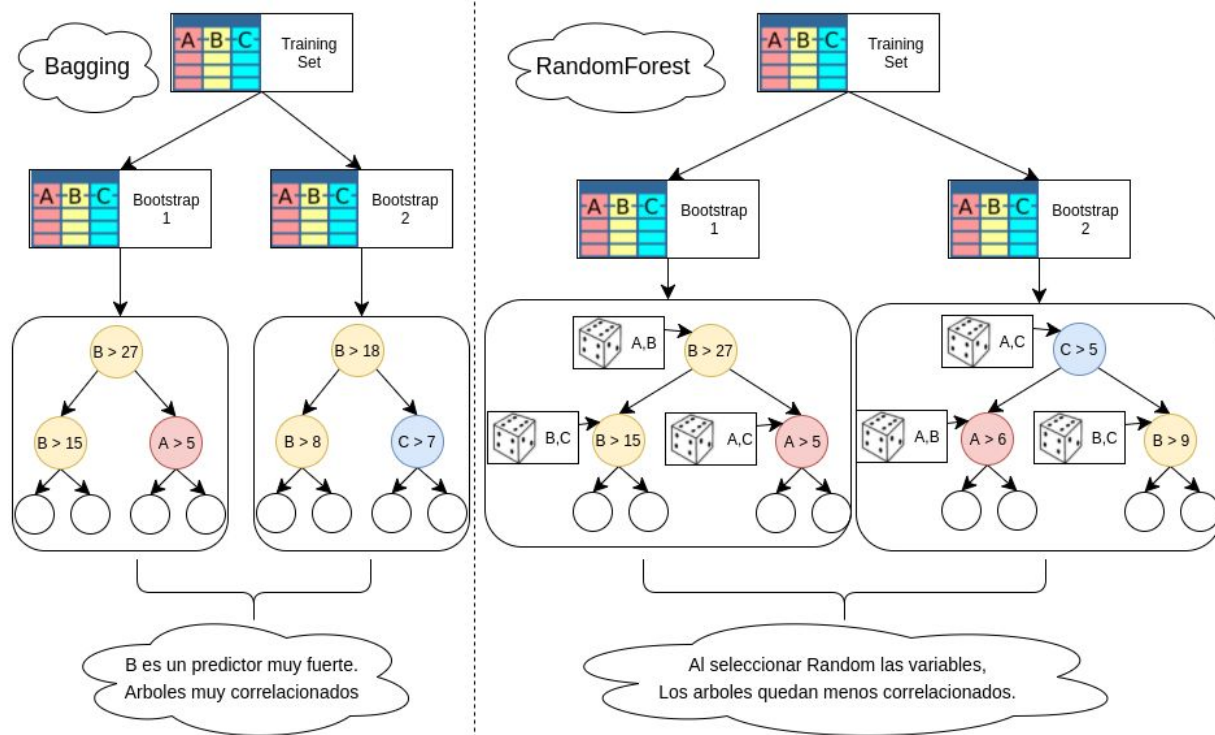 Bagging
A B C
Training
Set
A B C
Bootstrap
1
A B C
Bootstrap
2
B > 27
B > 15
A > 5
B > 18
B > 8
C > 7
B es un predictor muy fuerte.
Arboles muy correlacionados
RandomForest
A B C
Training
Set
A B C
Bootstrap
1
A B C
Bootstrap
2
A,B
B > 27
B,C
B > 15
A,C
A > 5
A,C
C > 5
A,B
A > 6
B,C
B > 9
Al seleccionar Random las variables,
Los arboles quedan menos correlacionados.